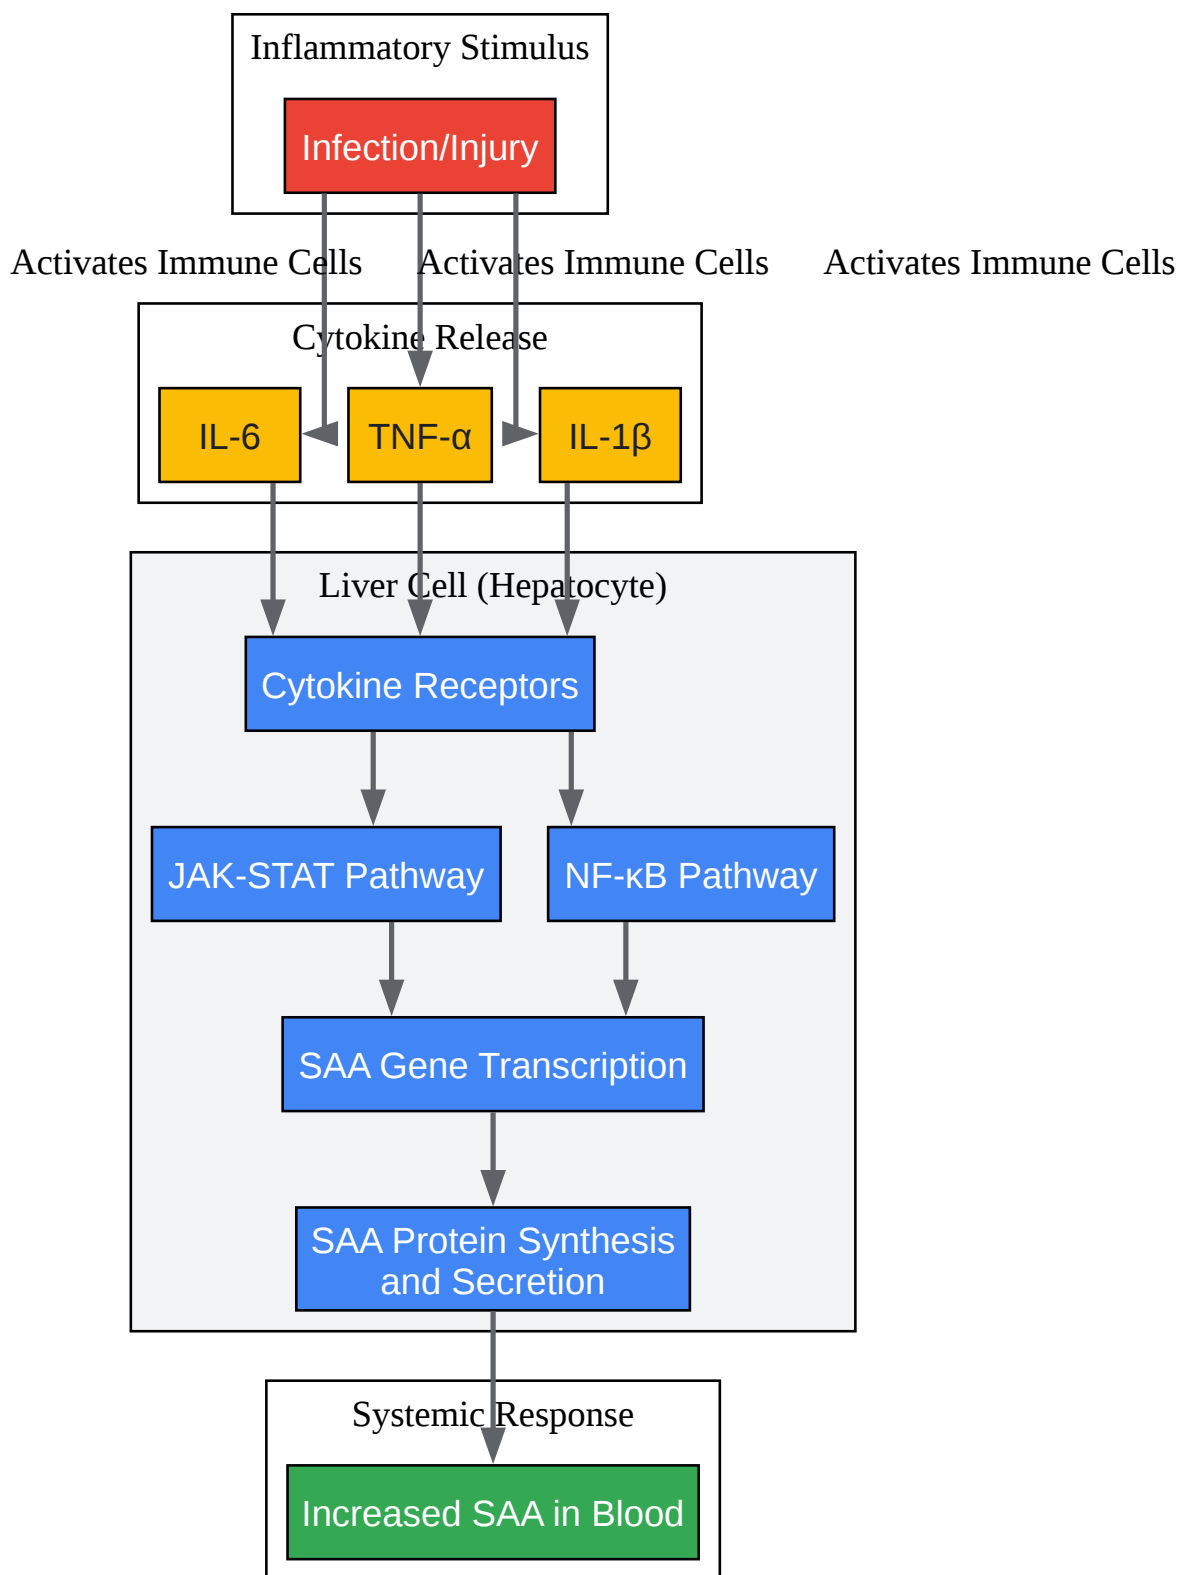 Inflammatory Stimulus
Infection/Injury
Activates Immune Cells
Activates Immune Cells
Activates Immune Cells
Cytokine Release
IL-6
TNF-α
IL-1β
Liver Cell (Hepatocyte)
Cytokine Receptors
JAK-STAT Pathway
NF-κB Pathway
SAA Gene Transcription
SAA Protein Synthesis
and Secretion
Systemic Response
Increased SAA in Blood